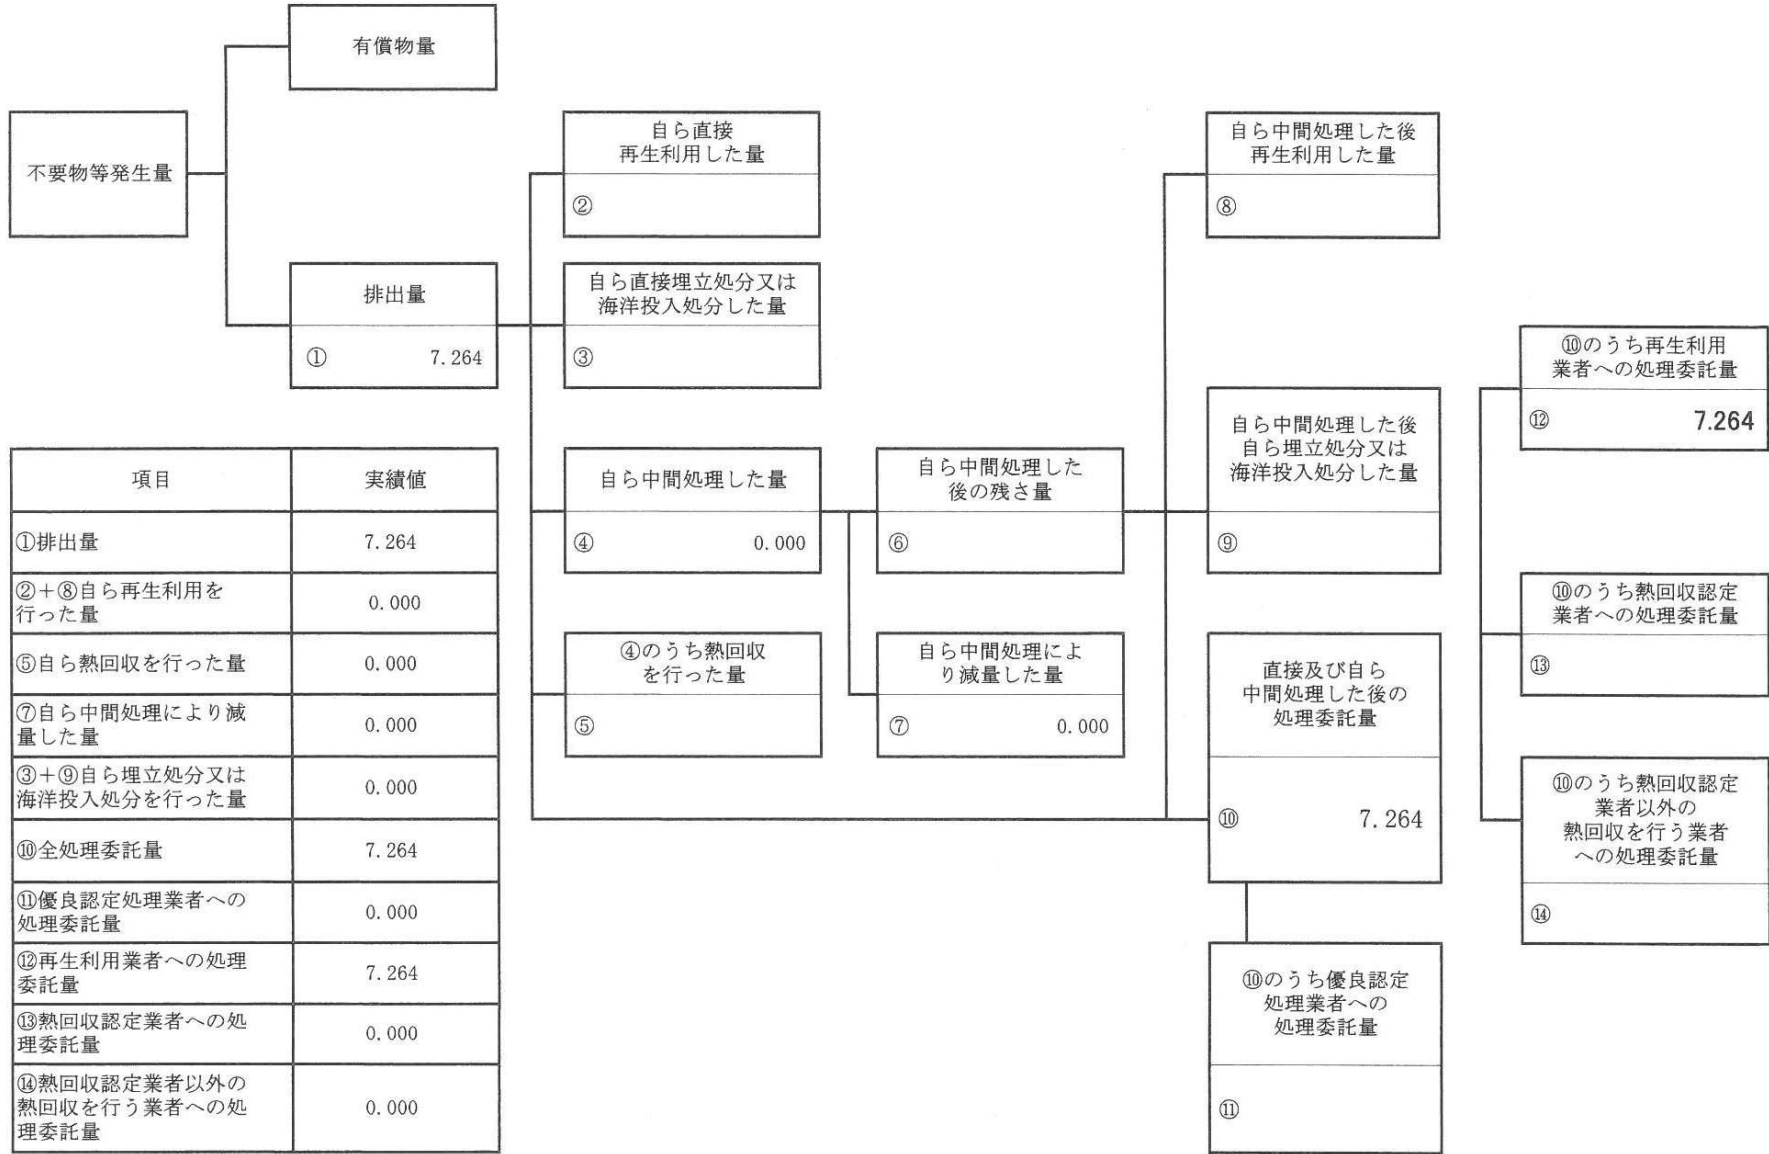 有償物量
不要物等発生量
排出量
① 7.264
自ら直接
再生利用した量
②
自ら直接埋立処分又は
海洋投入処分した量
③
自ら中間処理した量
④ 0.000
④のうち熱回収
を行った量
⑤
自ら中間処理した
後の残さ量
⑥
自ら中間処理によ
り減量した量
⑦ 0.000
自ら中間処理した後
再生利用した量
⑧
自ら中間処理した後
自ら埋立処分又は
海洋投入処分した量
⑨
直接及び自ら
中間処理した後の
処理委託量
⑩ 7.264
⑩のうち優良認定
処理業者への
処理委託量
⑪
⑩のうち再生利用
業者への処理委託量
⑫ 7.264
⑩のうち熱回収認定
業者への処理委託量
⑬
⑩のうち熱回収認定
業者以外の
熱回収を行う業者
への処理委託量
⑭
項目 実績値
①排出量 7.264
②+⑧自ら再生利用を
行った量 0.000
⑤自ら熱回収を行った量 0.000
⑦自ら中間処理により減
量した量 0.000
③+⑨自ら埋立処分又は
海洋投入処分を行った量 0.000
⑩全処理委託量 7.264
⑪優良認定処理業者への
処理委託量 0.000
⑫再生利用業者への処理
委託量 7.264
⑬熱回収認定業者への処
理委託量 0.000
⑭熱回収認定業者以外の
熱回収を行う業者への処
理委託量 0.000